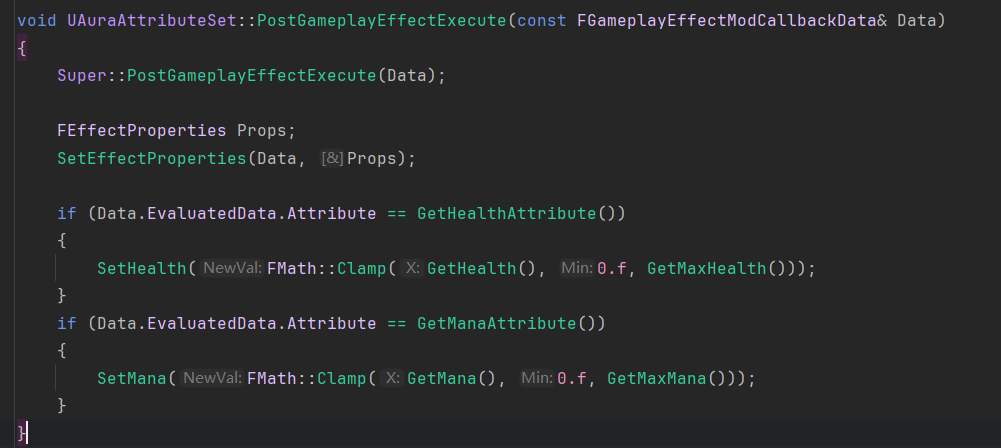 void UAuraAttributeSet::PostGameplayEffectExecute(const FGameplayEffectModCallbackData& Data)
{
    Super::PostGameplayEffectExecute(Data);

    FEffectProperties Props;
    SetEffectProperties(Data, [&]Props);

    if (Data.EvaluatedData.Attribute == GetHealthAttribute())
    {
        SetHealth(NewVal:FMath::Clamp(X:GetHealth(), Min:0.f, GetMaxHealth()));
    }
    if (Data.EvaluatedData.Attribute == GetManaAttribute())
    {
        SetMana(NewVal:FMath::Clamp(X:GetMana(), Min:0.f, GetMaxMana()));
    }
}